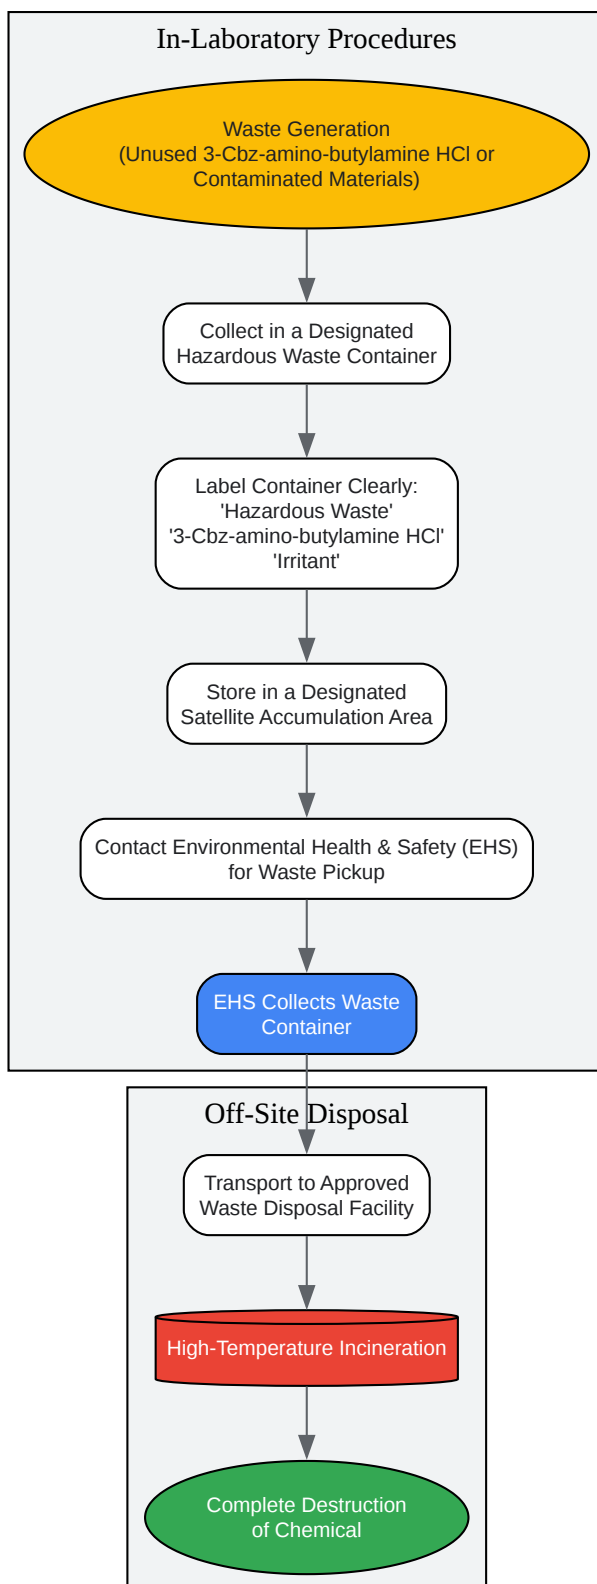 In-Laboratory Procedures
Waste Generation
(Unused 3-Cbz-amino-butylamine HCl or
Contaminated Materials)
Collect in a Designated
Hazardous Waste Container
Label Container Clearly:
'Hazardous Waste'
'3-Cbz-amino-butylamine HCl'
'Irritant'
Store in a Designated
Satellite Accumulation Area
Contact Environmental Health & Safety (EHS)
for Waste Pickup
EHS Collects Waste
Container
Off-Site Disposal
Transport to Approved
Waste Disposal Facility
High-Temperature Incineration
Complete Destruction
of Chemical